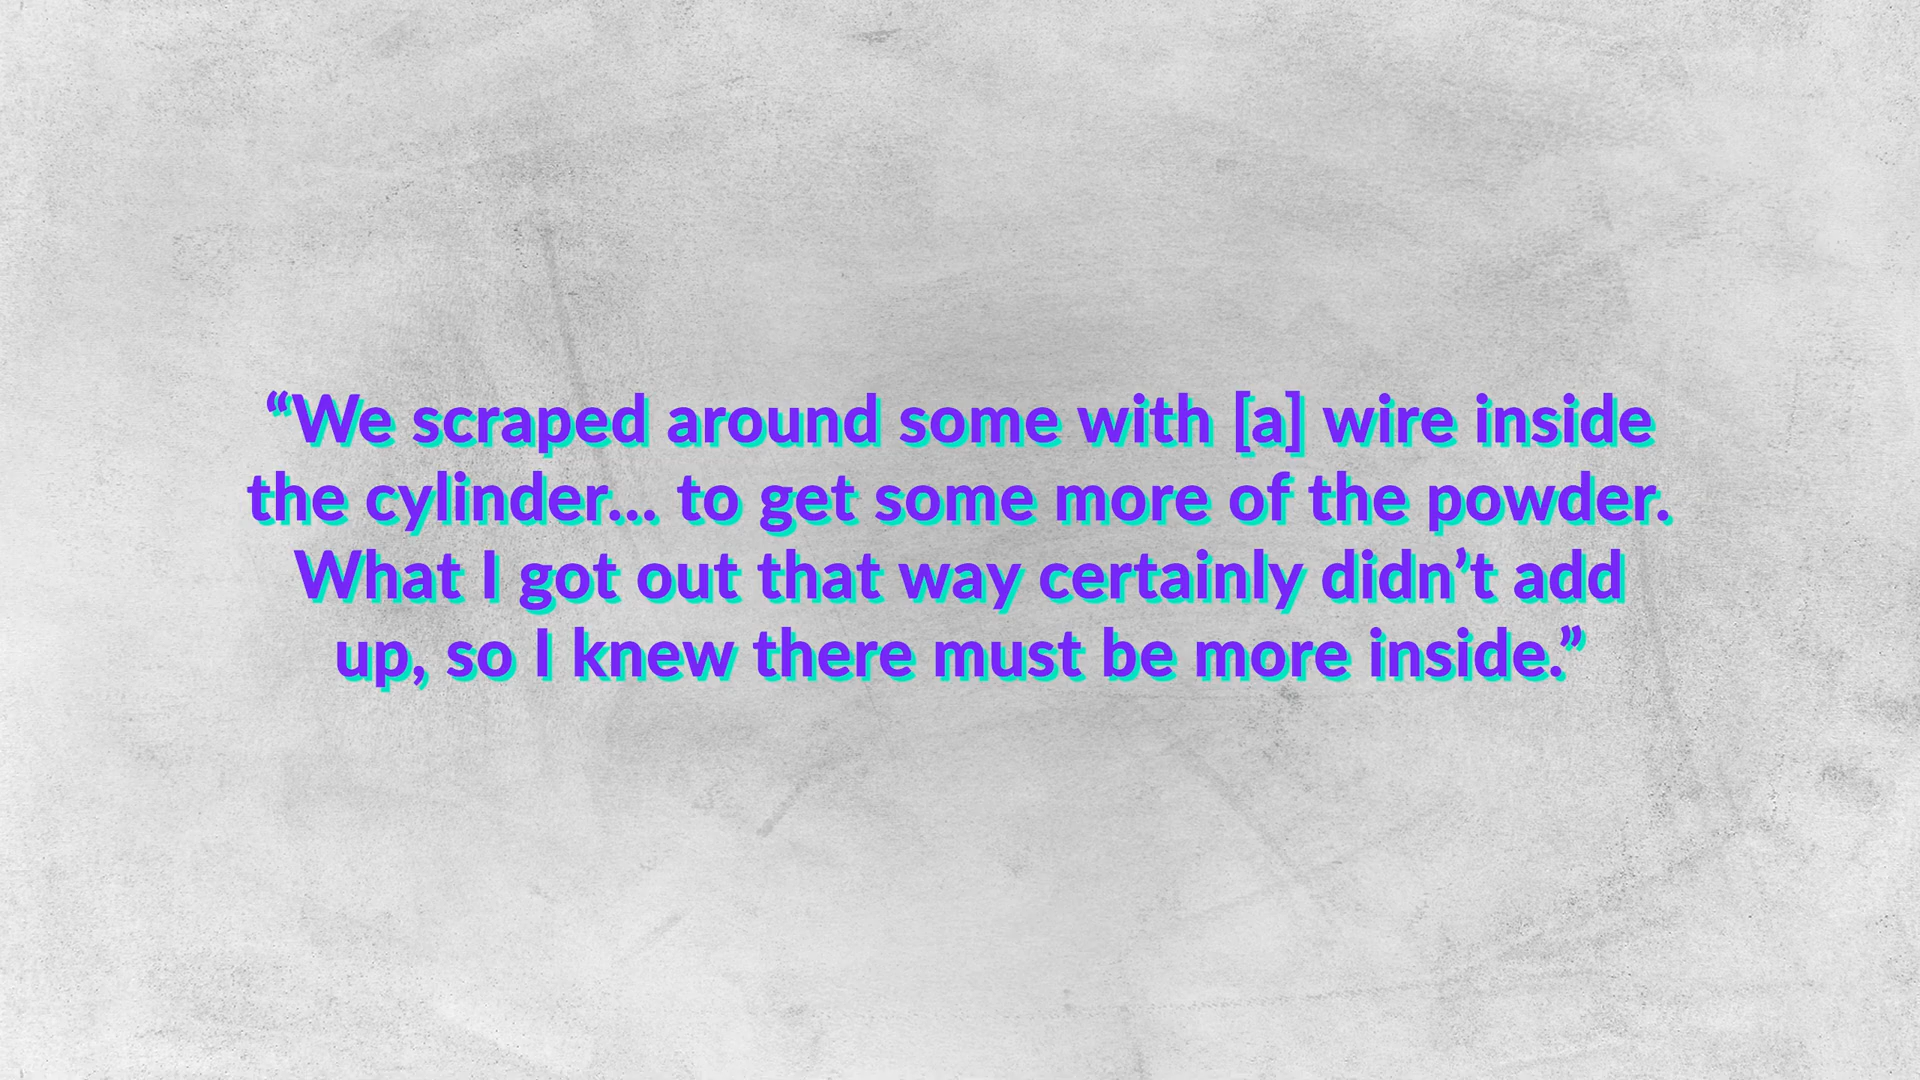 “We scraped around some with [a] wire inside
the cylinder... to get some more of the powder.
What I got out that way certainly didn’t add
up, so I knew there must be more inside.”